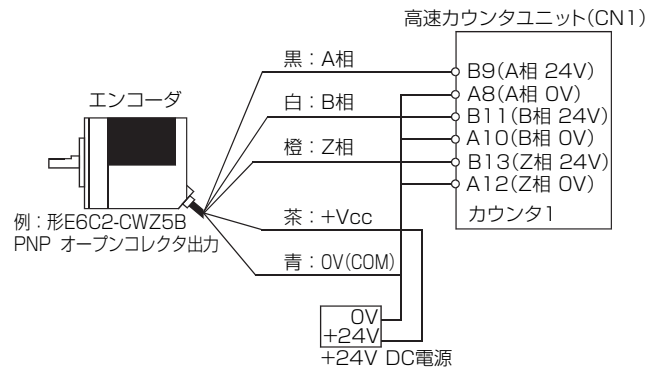 高速カウンタユニット(CN1)
黒：A相
B9(A相 24V)
エンコーダ
A8(A相 0V)
白：B相
B11(B相 24V)
A10(B相 0V)
橙：Z相
B13(Z相 24V)
A12(Z相 0V)
カウンタ1
例：形E6C2-CWZ5B
PNP オープンコレクタ出力
茶：+Vcc
青：0V(COM)
0V
+24V
+24V DC電源